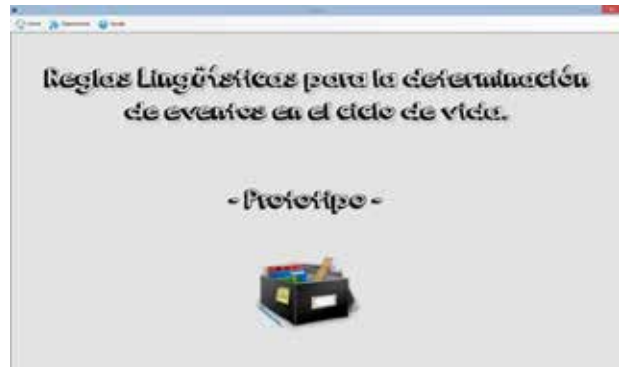 Reglas Lingüísticas para la determinación
de eventos en el ciclo de vida.
- Prototipo -